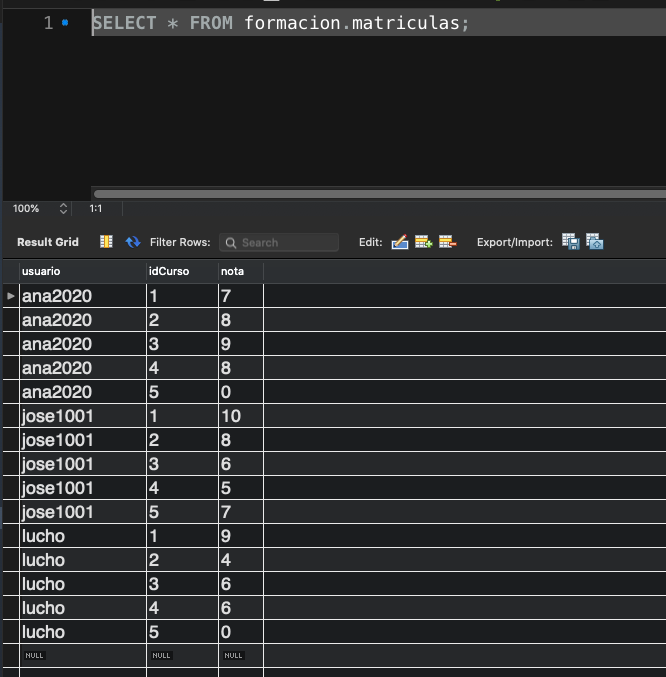 1 SELECT * FROM formacion.matriculas;
100% 1:1
Result Grid Filter Rows: Search Edit: Export/Import:
usuario idCurso nota
ana2020 1 7
ana2020 2 8
ana2020 3 9
ana2020 4 8
ana2020 5 0
jose1001 1 10
jose1001 2 8
jose1001 3 6
jose1001 4 5
jose1001 5 7
lucho 1 9
lucho 2 4
lucho 3 6
lucho 4 6
lucho 5 0
NULL NULL NULL